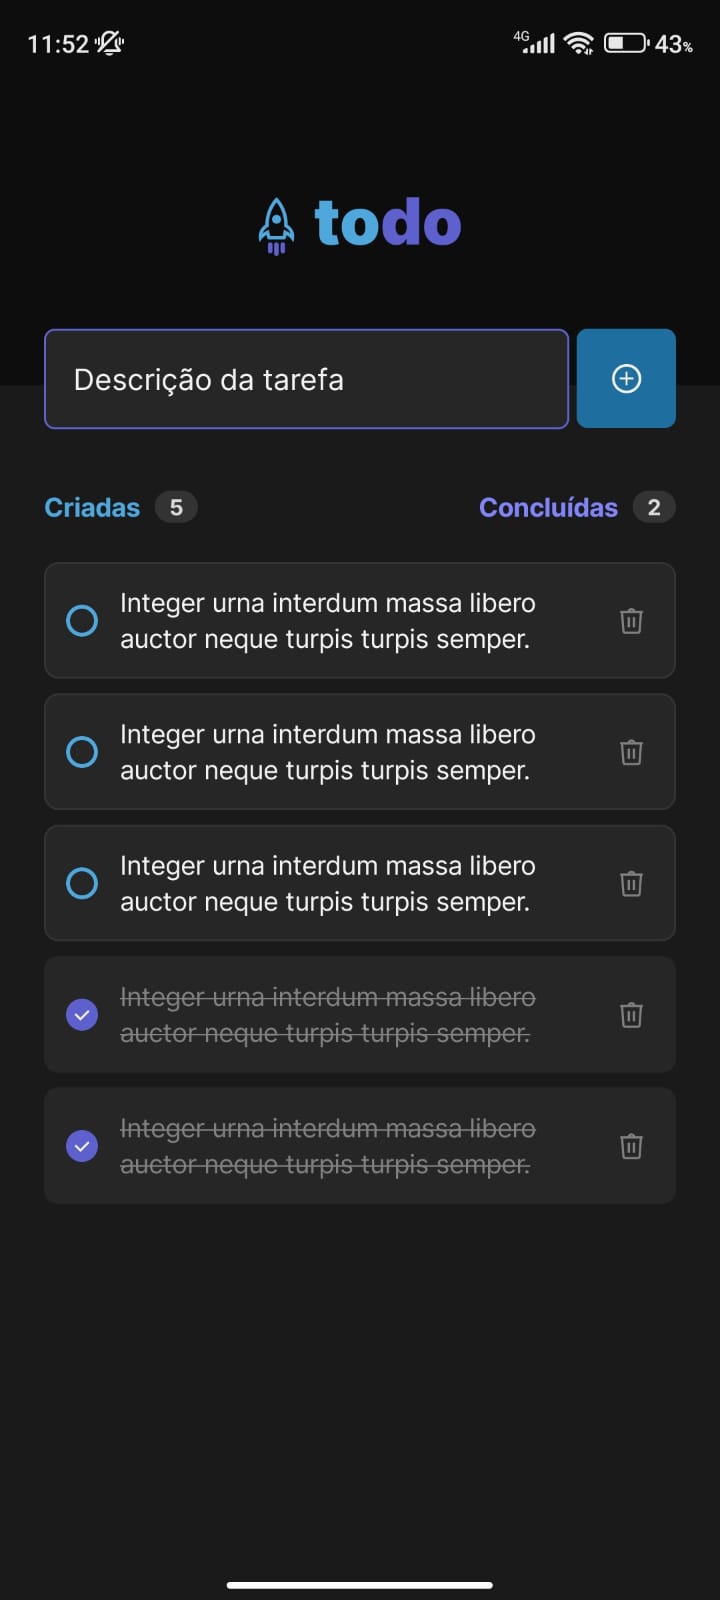 11:52 4G 43%
todo
Descrição da tarefa
Criadas 5 Concluídas 2
Integer urna interdum massa libero
auctor neque turpis turpis semper.
Integer urna interdum massa libero
auctor neque turpis turpis semper.
Integer urna interdum massa libero
auctor neque turpis turpis semper.
Integer urna interdum massa libero
auctor neque turpis turpis semper.
Integer urna interdum massa libero
auctor neque turpis turpis semper.